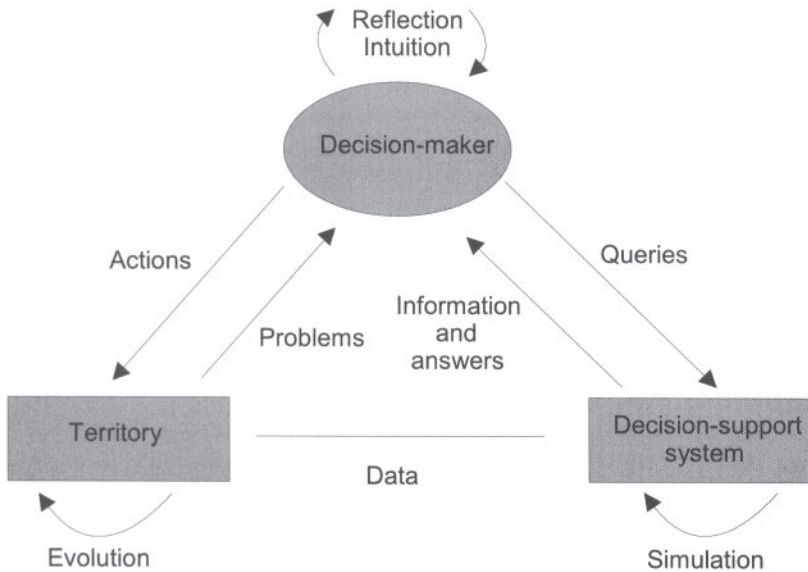 Reflection
Intuition
Decision-maker
Actions
Queries
Information
and
answers
Problems
Territory
Decision-support
system
Data
Evolution
Simulation